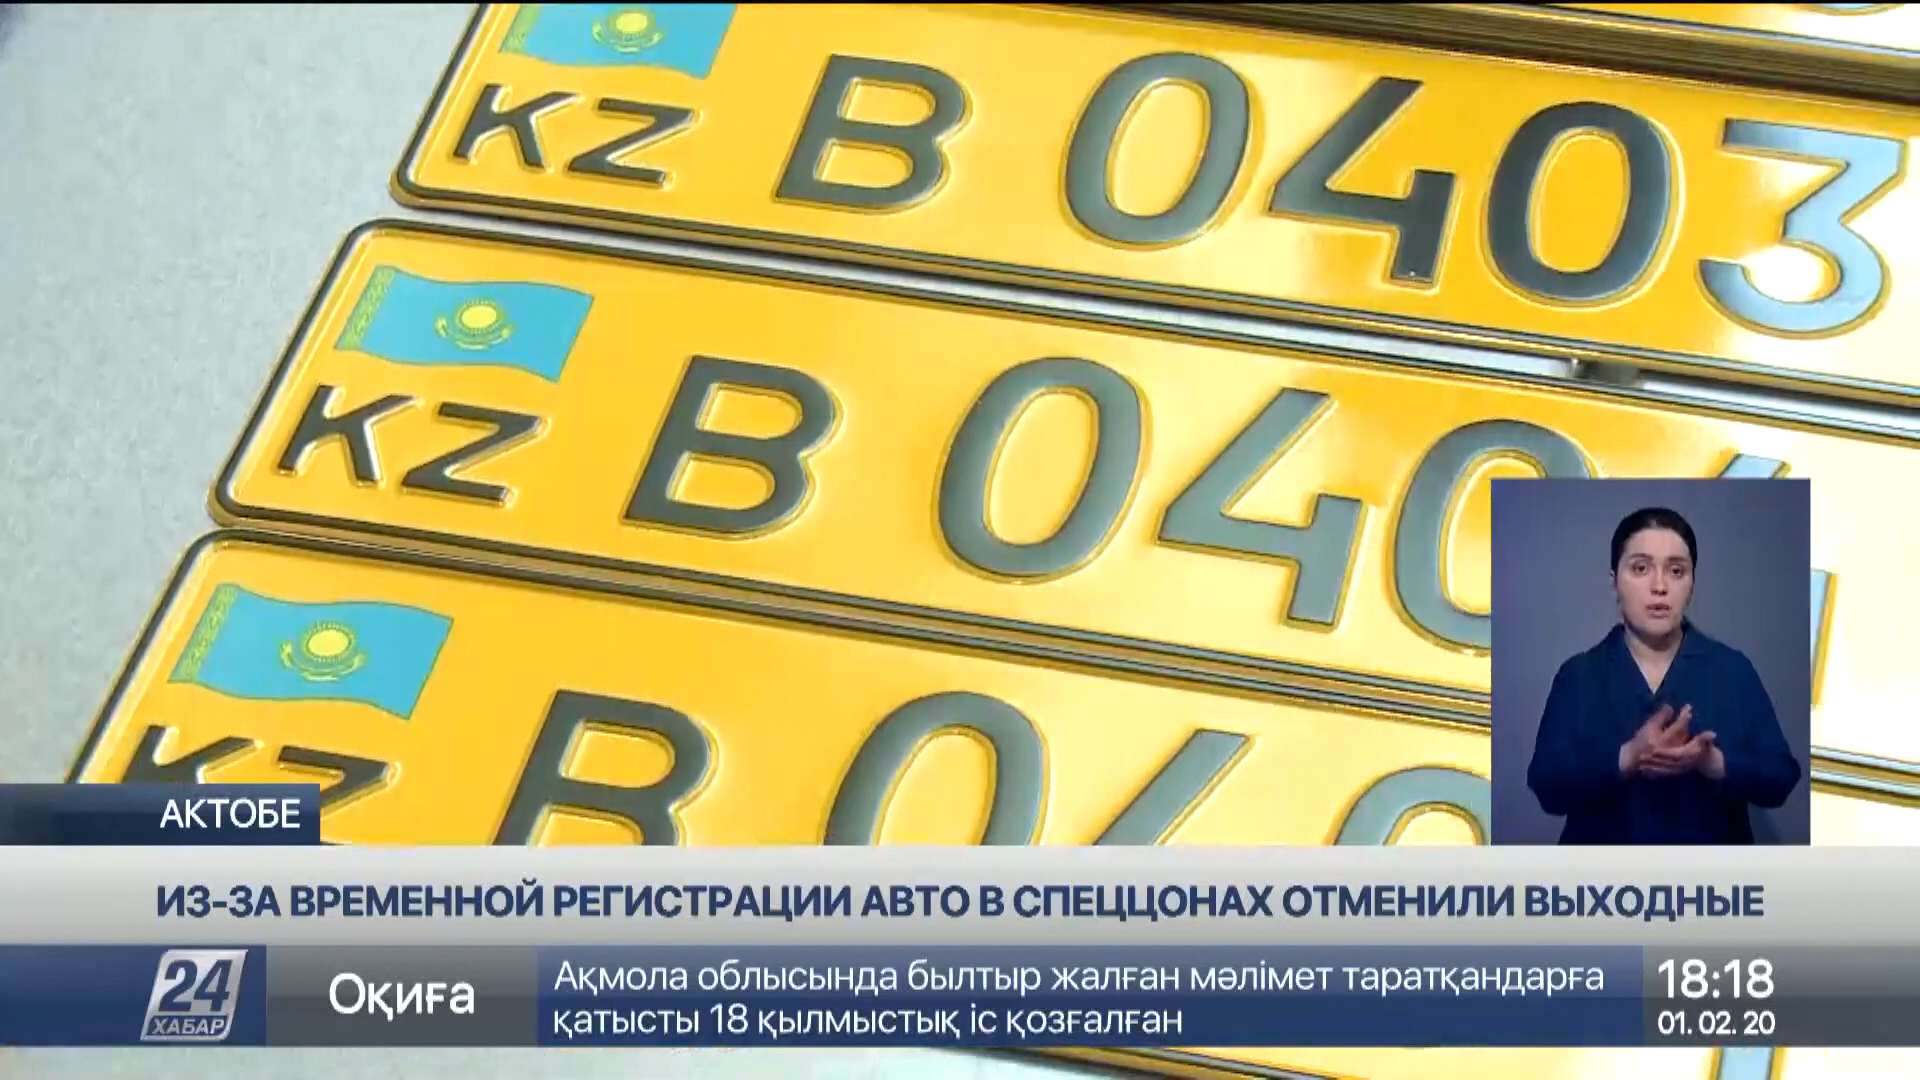 KZ B 0403
KZ B 040
KZ B 040
АКТОБЕ
ИЗ-ЗА ВРЕМЕННОЙ РЕГИСТРАЦИИ АВТО В СПЕЦЦОНАХ ОТМЕНИЛИ ВЫХОДНЫЕ
24
ХАБАР
Оқиға
Ақмола облысында былтыр жалған мәлімет таратқандарға
қатысты 18 қылмыстық іс қозғалған
18:18
01. 02. 20